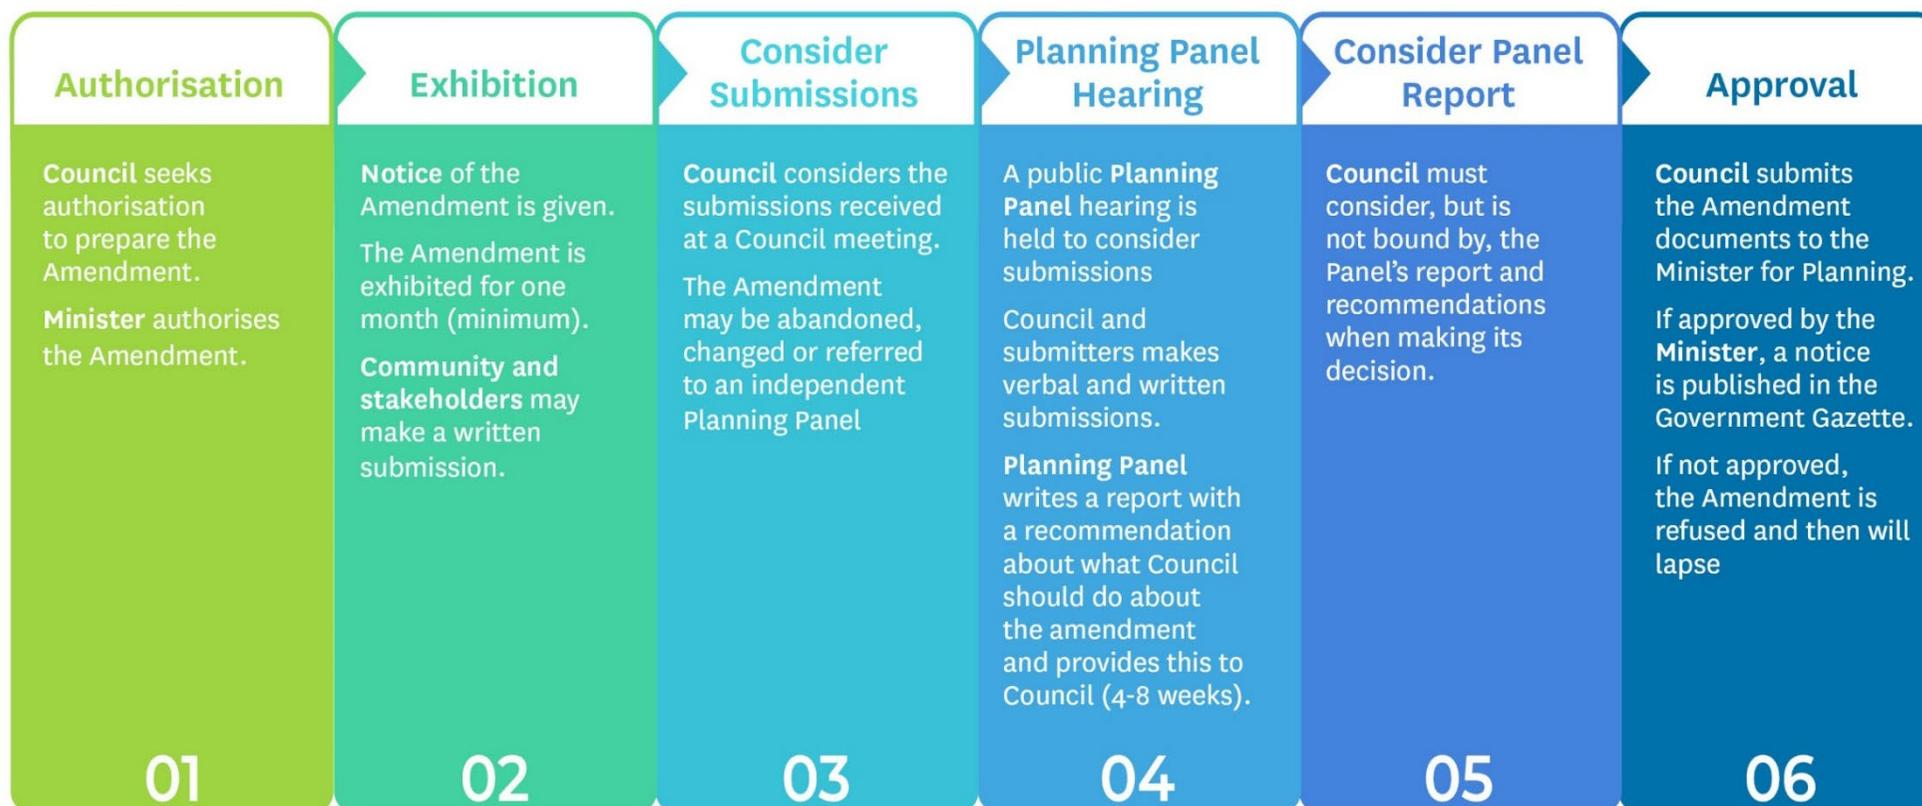 Authorisation
Council seeks
authorisation
to prepare the
Amendment.
Minister authorises
the Amendment.
01
Exhibition
Notice of the
Amendment is given.
The Amendment is
exhibited for one
month (minimum).
Community and
stakeholders may
make a written
submission.
02
Consider
Submissions
Council considers the
submissions received
at a Council meeting.
The Amendment
may be abandoned,
changed or referred
to an independent
Planning Panel
03
Planning Panel
Hearing
A public Planning
Panel hearing is
held to consider
submissions
Council and
submitters makes
verbal and written
submissions.
Planning Panel
writes a report with
a recommendation
about what Council
should do about
the amendment
and provides this to
Council (4-8 weeks).
04
Consider Panel
Report
Council must
consider, but is
not bound by, the
Panel's report and
recommendations
when making its
decision.
05
Approval
Council submits
the Amendment
documents to the
Minister for Planning.
If approved by the
Minister, a notice
is published in the
Government Gazette.
If not approved,
the Amendment is
refused and then will
lapse
06